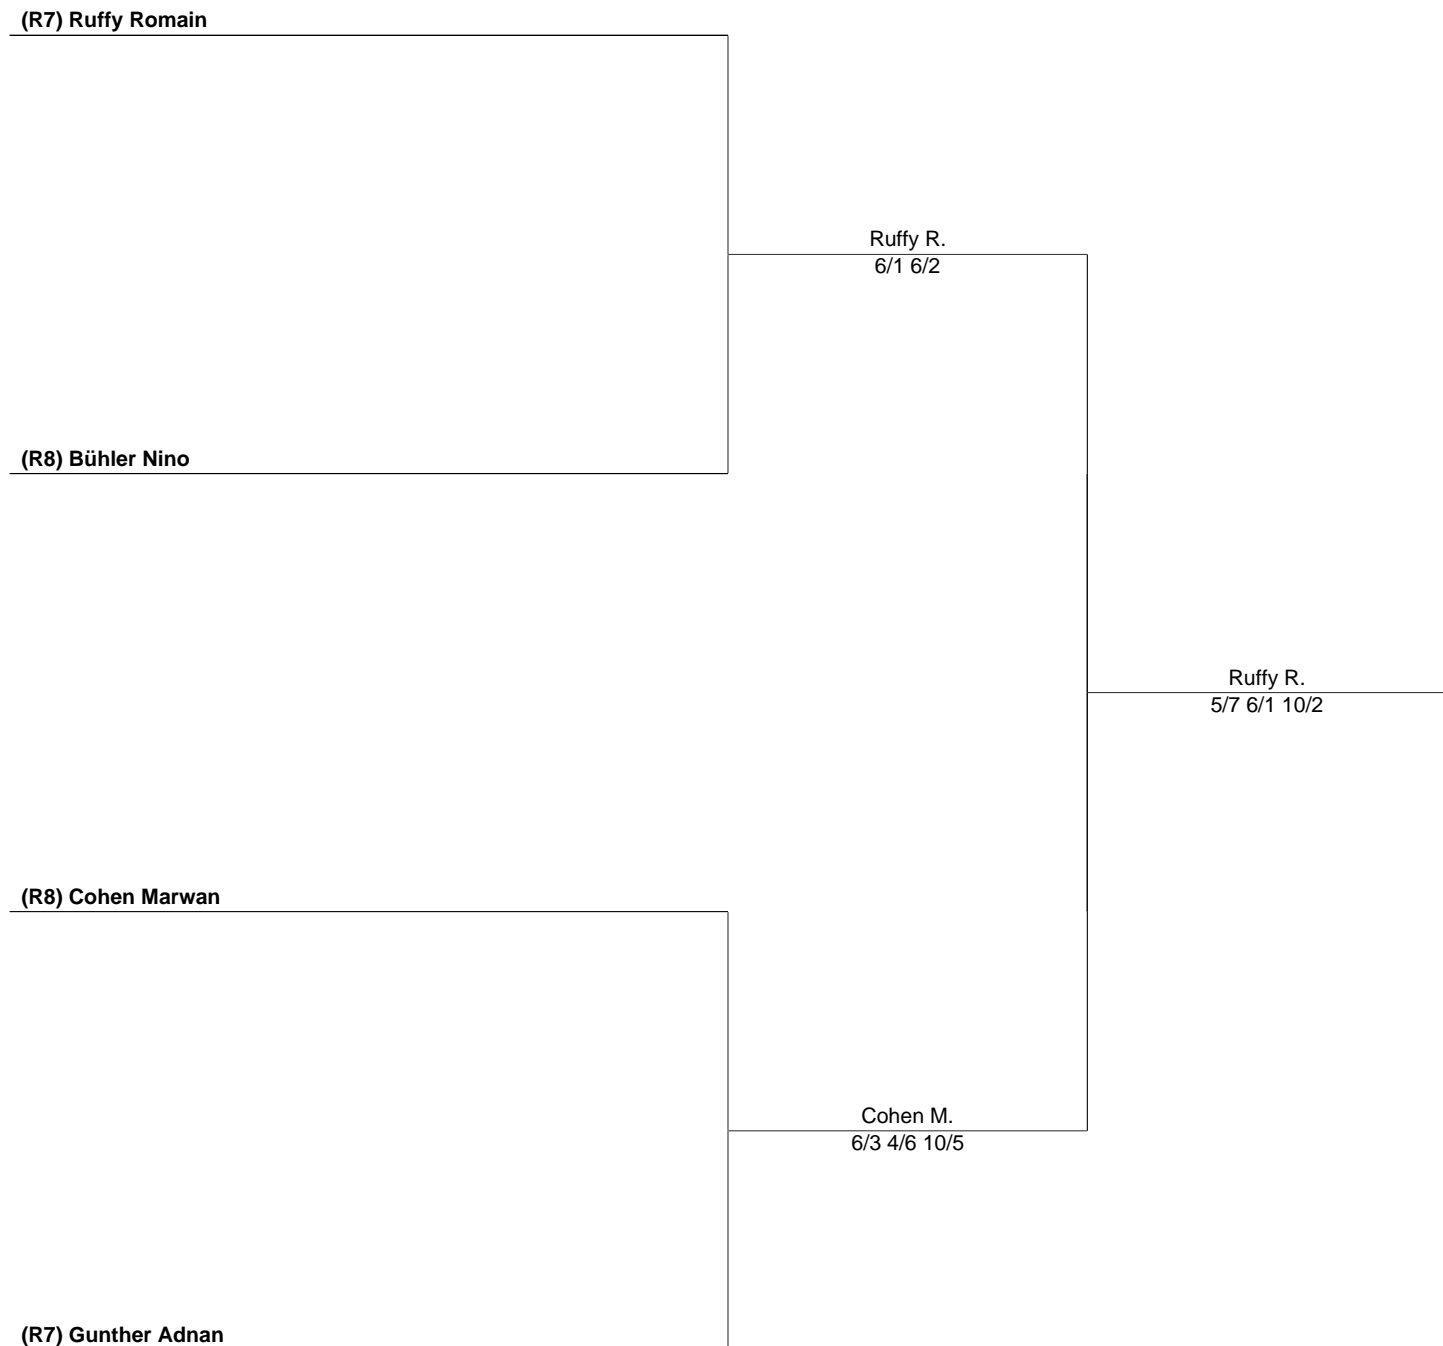 (R7) Ruffy Romain
Ruffy R.
6/1 6/2
(R8) Bühler Nino
Ruffy R.
5/7 6/1 10/2
(R8) Cohen Marwan
Cohen M.
6/3 4/6 10/5
(R7) Gunther Adnan